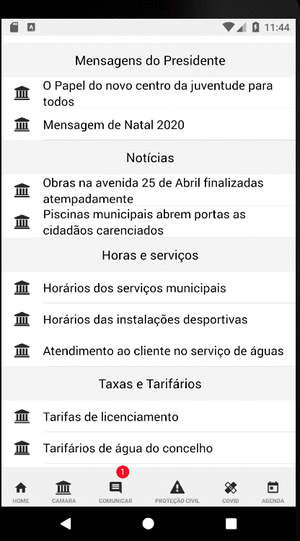 11:44
Mensagens do Presidente
O Papel do novo centro da juventude para
todos
Mensagem de Natal 2020
Notícias
Obras na avenida 25 de Abril finalizadas
atempadamente
Piscinas municipais abrem portas as
cidadãos carenciados
Horas e serviços
Horários dos serviços municipais
Horários das instalações desportivas
Atendimento ao cliente no serviço de águas
Taxas e Tarifários
Tarifas de licenciamento
Tarifários de água do concelho
1
HOME CAMARA COMUNICAR PROTEÇÃO CIVIL COVID AGENDA